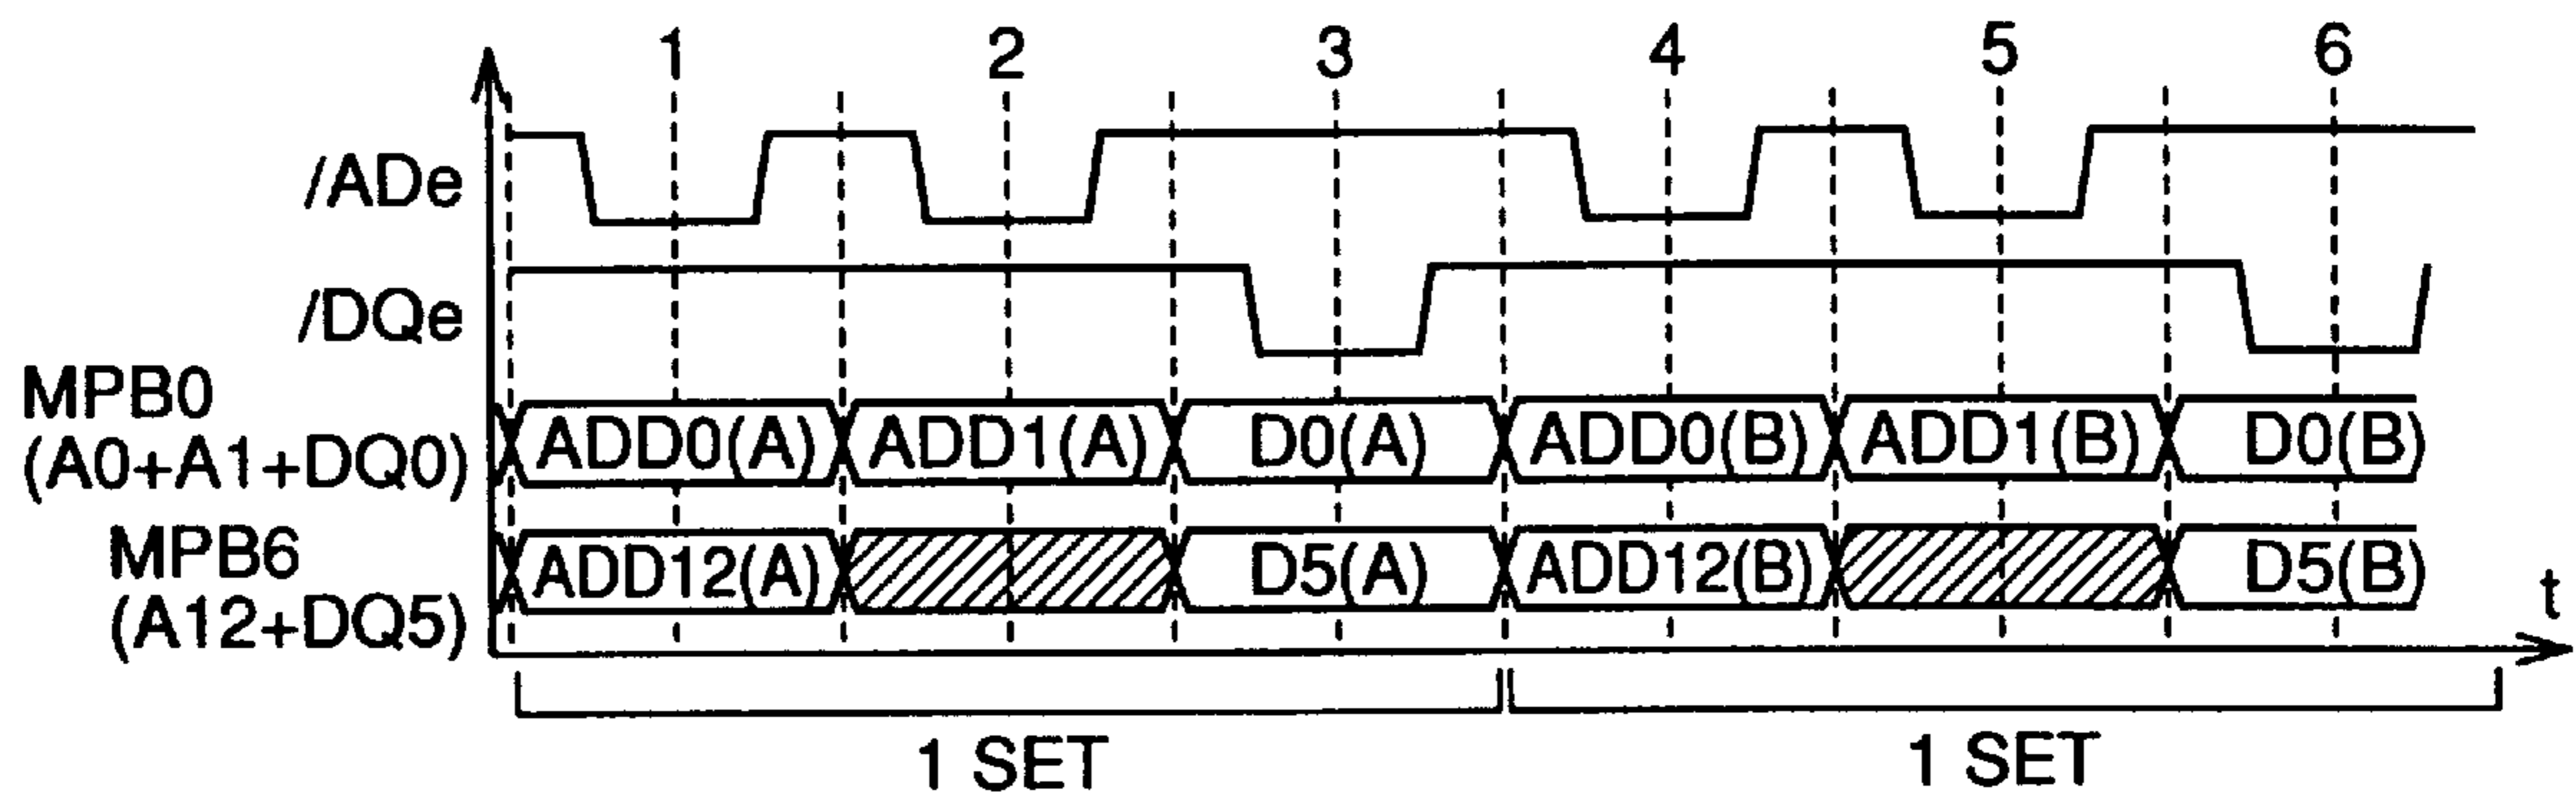 1 2 3 4 5 6
/ADe
/DQe
MPB0
(A0+A1+DQ0)
ADD0(A) ADD1(A) D0(A) ADD0(B) ADD1(B) D0(B)
MPB6
(A12+DQ5)
ADD12(A) D5(A) ADD12(B) D5(B)
t
1 SET 1 SET